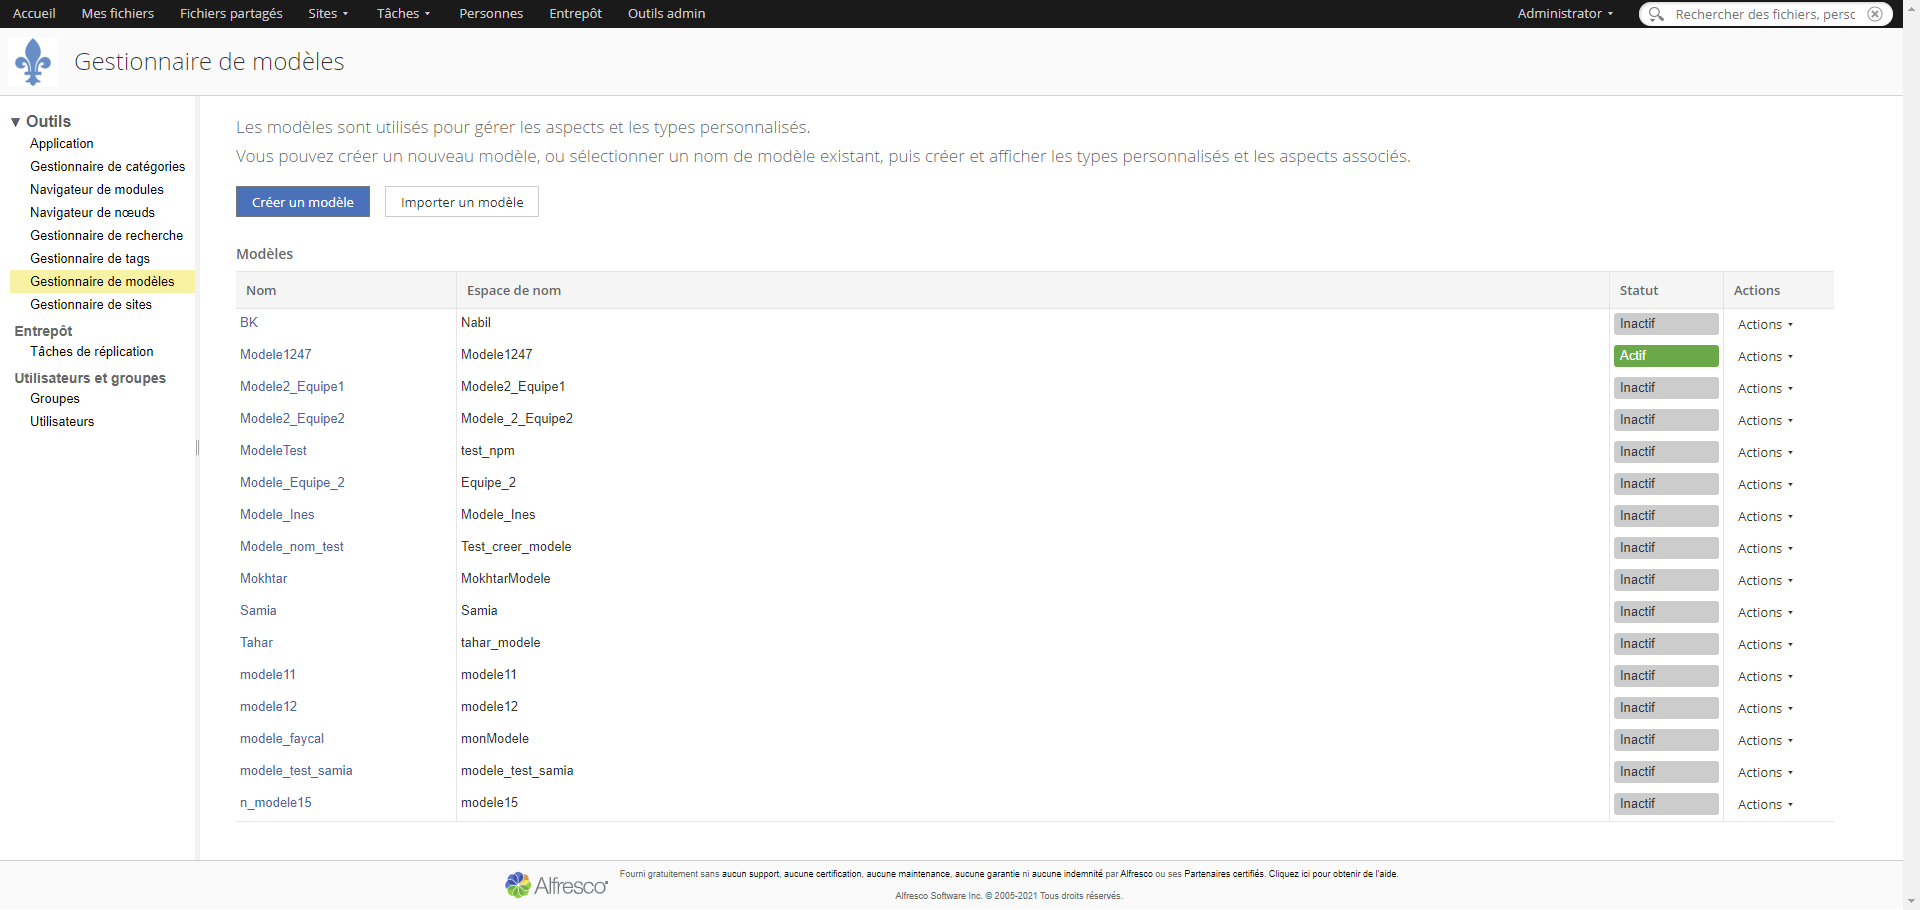 Accueil Mes fichiers Fichiers partagés Sites Tâches Personnes Entrepôt Outils admin Administrator Rechercher des fichiers, persc
Gestionnaire de modèles
Outils
Application
Gestionnaire de catégories
Navigateur de modules
Navigateur de nœuds
Gestionnaire de recherche
Gestionnaire de tags
Gestionnaire de modèles
Gestionnaire de sites
Entrepôt
Tâches de réplication
Utilisateurs et groupes
Groupes
Utilisateurs
Les modèles sont utilisés pour gérer les aspects et les types personnalisés.
Vous pouvez créer un nouveau modèle, ou sélectionner un nom de modèle existant, puis créer et afficher les types personnalisés et les aspects associés.
Créer un modèle Importer un modèle
Modèles
Nom Espace de nom Statut Actions
BK Nabil Inactif Actions
Modele1247 Modele1247 Actif Actions
Modele2_Equipe1 Modele2_Equipe1 Inactif Actions
Modele2_Equipe2 Modele_2_Equipe2 Inactif Actions
ModeleTest test_npm Inactif Actions
Modele_Equipe_2 Equipe_2 Inactif Actions
Modele_Ines Modele_Ines Inactif Actions
Modele_nom_test Test_creer_modele Inactif Actions
Mokhtar MokhtarModele Inactif Actions
Samia Samia Inactif Actions
Tahar tahar_modele Inactif Actions
modele11 modele11 Inactif Actions
modele12 modele12 Inactif Actions
modele_faycal monModele Inactif Actions
modele_test_samia modele_test_samia Inactif Actions
n_modele15 modele15 Inactif Actions
Alfresco
Fourni gratuitement sans aucun support, aucune certification, aucune maintenance, aucune garantie ni aucune indemnité par Alfresco ou ses Partenaires certifiés. Cliquez ici pour obtenir de l'aide.
Alfresco Software Inc. © 2005-2021 Tous droits réservés.